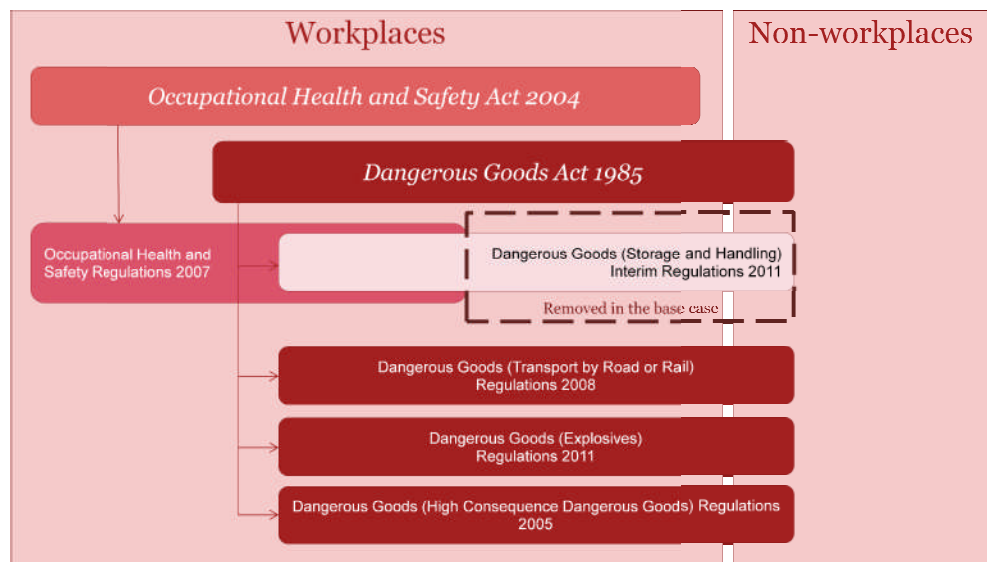 Workplaces
Non-workplaces
Occupational Health and Safety Act 2004
Dangerous Goods Act 1985
Occupational Health and
Safety Regulations 2007
Dangerous Goods (Storage and Handling)
Interim Regulations 2011
Removed in the base case
Dangerous Goods (Transport by Road or Rail)
Regulations 2008
Dangerous Goods (Explosives)
Regulations 2011
Dangerous Goods (High Consequence Dangerous Goods) Regulations
2005